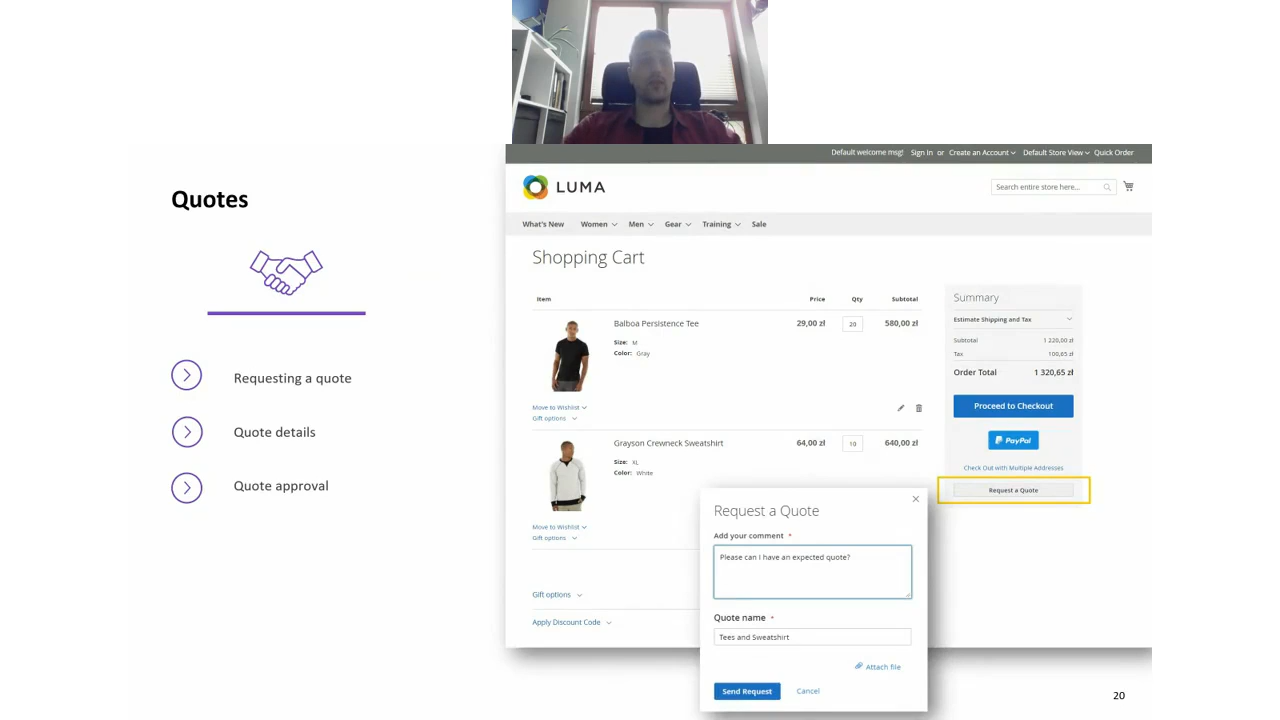 Default welcome msg! Sign In or Create an Account Default Store View Quick Order
LUMA
Search entire store here...
What's New Women Men Gear Training Sale
Quotes
Requesting a quote
Quote details
Quote approval
Shopping Cart
Item Price Qty Subtotal
Balboa Persistence Tee 29,00 zł 20 580,00 zł
Size: M
Color: Gray
Move to Wishlist
Gift options
Grayson Crewneck Sweatshirt 64,00 zł 10 640,00 zł
Size: XL
Color: White
Move to Wishlist
Gift options
Gift options
Apply Discount Code
Summary
Estimate Shipping and Tax
Subtotal 1 220,00 zł
Tax 100,65 zł
Order Total 1 320,65 zł
Proceed to Checkout
PayPal
Check Out with Multiple Addresses
Request a Quote
Request a Quote
Add your comment *
Please can I have an expected quote?
Quote name *
Tees and Sweatshirt
Attach file
Send Request Cancel
20